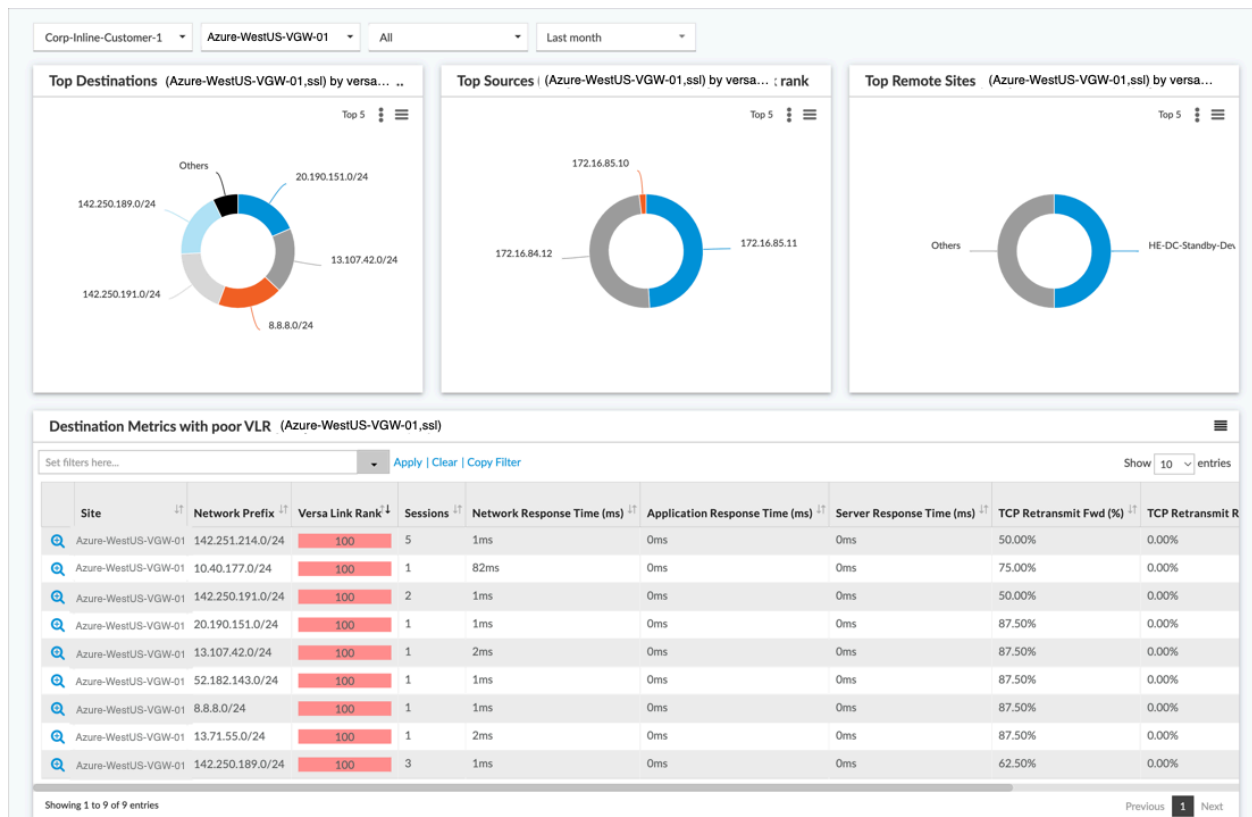 Corp-Inline-Customer-1 Azure-WestUS-VGW-01 All Last month
Top Destinations (Azure-WestUS-VGW-01,ssl) by versa... ..
Top 5
Others
20.190.151.0/24
142.250.189.0/24
13.107.42.0/24
142.250.191.0/24
8.8.8.0/24
Top Sources (Azure-WestUS-VGW-01,ssl) by versa... rank
Top 5
172.16.85.10
172.16.85.11
172.16.84.12
Top Remote Sites (Azure-WestUS-VGW-01,ssl) by versa...
Top 5
Others
HE-DC-Standby-Dev
Destination Metrics with poor VLR (Azure-WestUS-VGW-01,ssl)
Set filters here... Apply | Clear | Copy Filter Show 10 entries
Site Network Prefix Versa Link Rank Sessions Network Response Time (ms) Application Response Time (ms) Server Response Time (ms) TCP Retransmit Fwd (%) TCP Retransmit R
Azure-WestUS-VGW-01 142.251.214.0/24 100 5 1ms 0ms 0ms 50.00% 0.00%
Azure-WestUS-VGW-01 10.40.177.0/24 100 1 82ms 0ms 0ms 75.00% 0.00%
Azure-WestUS-VGW-01 142.250.191.0/24 100 2 1ms 0ms 0ms 50.00% 0.00%
Azure-WestUS-VGW-01 20.190.151.0/24 100 1 1ms 0ms 0ms 87.50% 0.00%
Azure-WestUS-VGW-01 13.107.42.0/24 100 1 2ms 0ms 0ms 87.50% 0.00%
Azure-WestUS-VGW-01 52.182.143.0/24 100 1 1ms 0ms 0ms 87.50% 0.00%
Azure-WestUS-VGW-01 8.8.8.0/24 100 1 1ms 0ms 0ms 87.50% 0.00%
Azure-WestUS-VGW-01 13.71.55.0/24 100 1 2ms 0ms 0ms 87.50% 0.00%
Azure-WestUS-VGW-01 142.250.189.0/24 100 3 1ms 0ms 0ms 62.50% 0.00%
Showing 1 to 9 of 9 entries Previous 1 Next